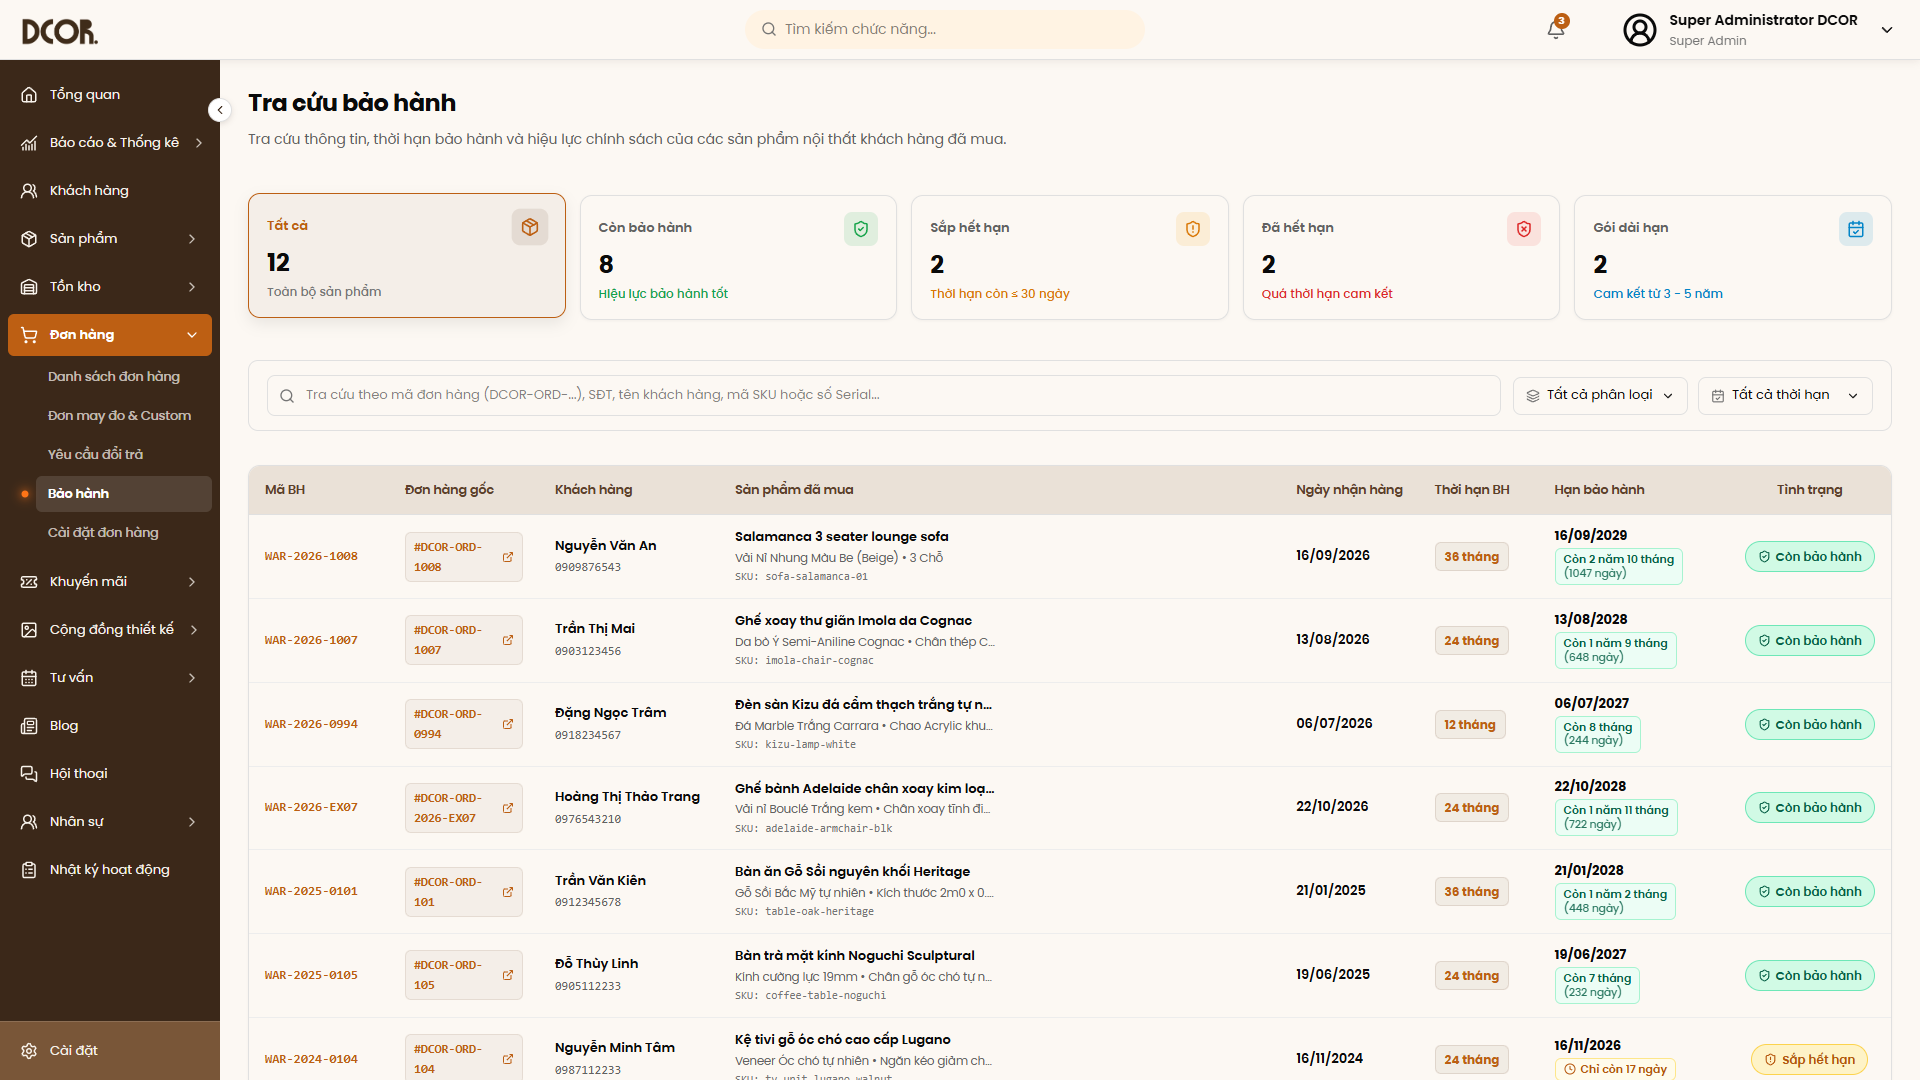 DCOR.
Tìm kiếm chức năng...
3
Super Administrator DCOR
Super Admin
Tổng quan
Báo cáo & Thống kê
Khách hàng
Sản phẩm
Tồn kho
Đơn hàng
Danh sách đơn hàng
Đơn may đo & Custom
Yêu cầu đổi trả
Bảo hành
Cài đặt đơn hàng
Khuyến mãi
Cộng đồng thiết kế
Tư vấn
Blog
Hội thoại
Nhân sự
Nhật ký hoạt động
Cài đặt
Tra cứu bảo hành
Tra cứu thông tin, thời hạn bảo hành và hiệu lực chính sách của các sản phẩm nội thất khách hàng đã mua.
Tất cả
12
Toàn bộ sản phẩm
Còn bảo hành
8
Hiệu lực bảo hành tốt
Sắp hết hạn
2
Thời hạn còn ≤ 30 ngày
Đã hết hạn
2
Quá thời hạn cam kết
Gói dài hạn
2
Cam kết từ 3 - 5 năm
Tra cứu theo mã đơn hàng (DCOR-ORD-...), SĐT, tên khách hàng, mã SKU hoặc số Serial...
Tất cả phân loại
Tất cả thời hạn
Mã BH Đơn hàng gốc Khách hàng Sản phẩm đã mua Ngày nhận hàng Thời hạn BH Hạn bảo hành Tình trạng
WAR-2026-1008
#DCOR-ORD-
1008
Nguyễn Văn An
0909876543
Salamanca 3 seater lounge sofa
Vải Nỉ Nhung Màu Be (Beige) • 3 Chỗ
SKU: sofa-salamanca-01
16/09/2026
36 tháng
16/09/2029
Còn 2 năm 10 tháng
(1047 ngày)
Còn bảo hành
WAR-2026-1007
#DCOR-ORD-
1007
Trần Thị Mai
0903123456
Ghế xoay thư giãn Imola da Cognac
Da bò Ý Semi-Aniline Cognac • Chân thép C...
SKU: imola-chair-cognac
13/08/2026
24 tháng
13/08/2028
Còn 1 năm 9 tháng
(648 ngày)
Còn bảo hành
WAR-2026-0994
#DCOR-ORD-
0994
Đặng Ngọc Trâm
0918234567
Đèn sàn Kizu đá cẩm thạch trắng tự n...
Đá Marble Trắng Carrara • Chao Acrylic khu...
SKU: kizu-lamp-white
06/07/2026
12 tháng
06/07/2027
Còn 8 tháng
(244 ngày)
Còn bảo hành
WAR-2026-EX07
#DCOR-ORD-
2026-EX07
Hoàng Thị Thảo Trang
0976543210
Ghế bành Adelaide chân xoay kim loạ...
Vải nỉ Bouclé Trắng kem • Chân xoay tĩnh đi...
SKU: adelaide-armchair-blk
22/10/2026
24 tháng
22/10/2028
Còn 1 năm 11 tháng
(722 ngày)
Còn bảo hành
WAR-2025-0101
#DCOR-ORD-
101
Trần Văn Kiên
0912345678
Bàn ăn Gỗ Sồi nguyên khối Heritage
Gỗ Sồi Bắc Mỹ tự nhiên • Kích thước 2m0 x 0....
SKU: table-oak-heritage
21/01/2025
36 tháng
21/01/2028
Còn 1 năm 2 tháng
(448 ngày)
Còn bảo hành
WAR-2025-0105
#DCOR-ORD-
105
Đỗ Thùy Linh
0905112233
Bàn trà mặt kính Noguchi Sculptural
Kính cường lực 19mm • Chân gỗ óc chó tự n...
SKU: coffee-table-noguchi
19/06/2025
24 tháng
19/06/2027
Còn 7 tháng
(232 ngày)
Còn bảo hành
WAR-2024-0104
#DCOR-ORD-
104
Nguyễn Minh Tâm
0987112233
Kệ tivi gỗ óc chó cao cấp Lugano
Veneer Óc chó tự nhiên • Ngăn kéo giảm ch...
SKU: tv-unit-lugano-walnut
16/11/2024
24 tháng
16/11/2026
Chỉ còn 17 ngày
Sắp hết hạn